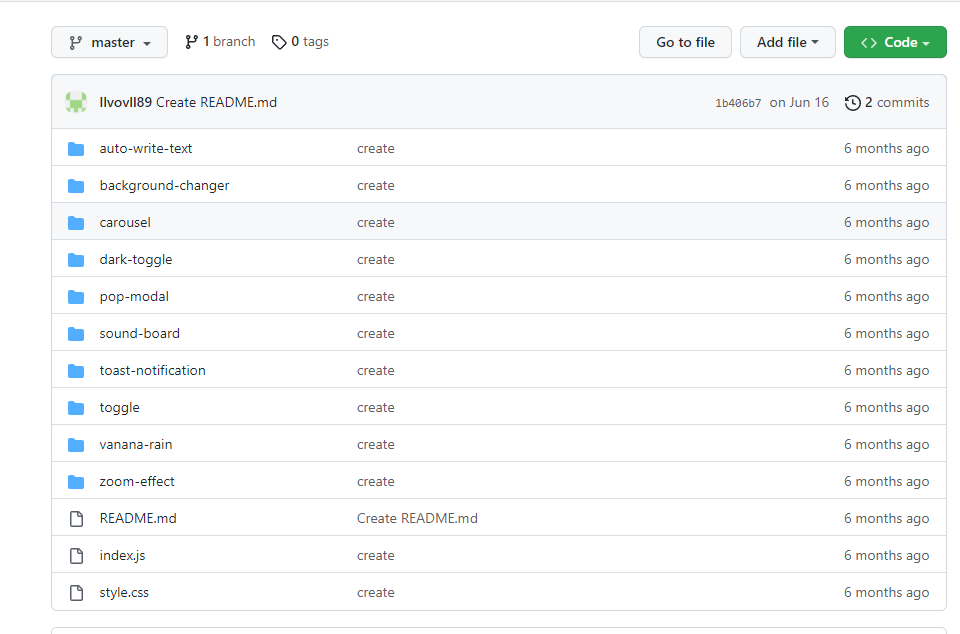 master 1 branch 0 tags Go to file Add file Code
llvovll89 Create README.md 1b406b7 on Jun 16 2 commits
auto-write-text create 6 months ago
background-changer create 6 months ago
carousel create 6 months ago
dark-toggle create 6 months ago
pop-modal create 6 months ago
sound-board create 6 months ago
toast-notification create 6 months ago
toggle create 6 months ago
vanana-rain create 6 months ago
zoom-effect create 6 months ago
README.md Create README.md 6 months ago
index.js create 6 months ago
style.css create 6 months ago